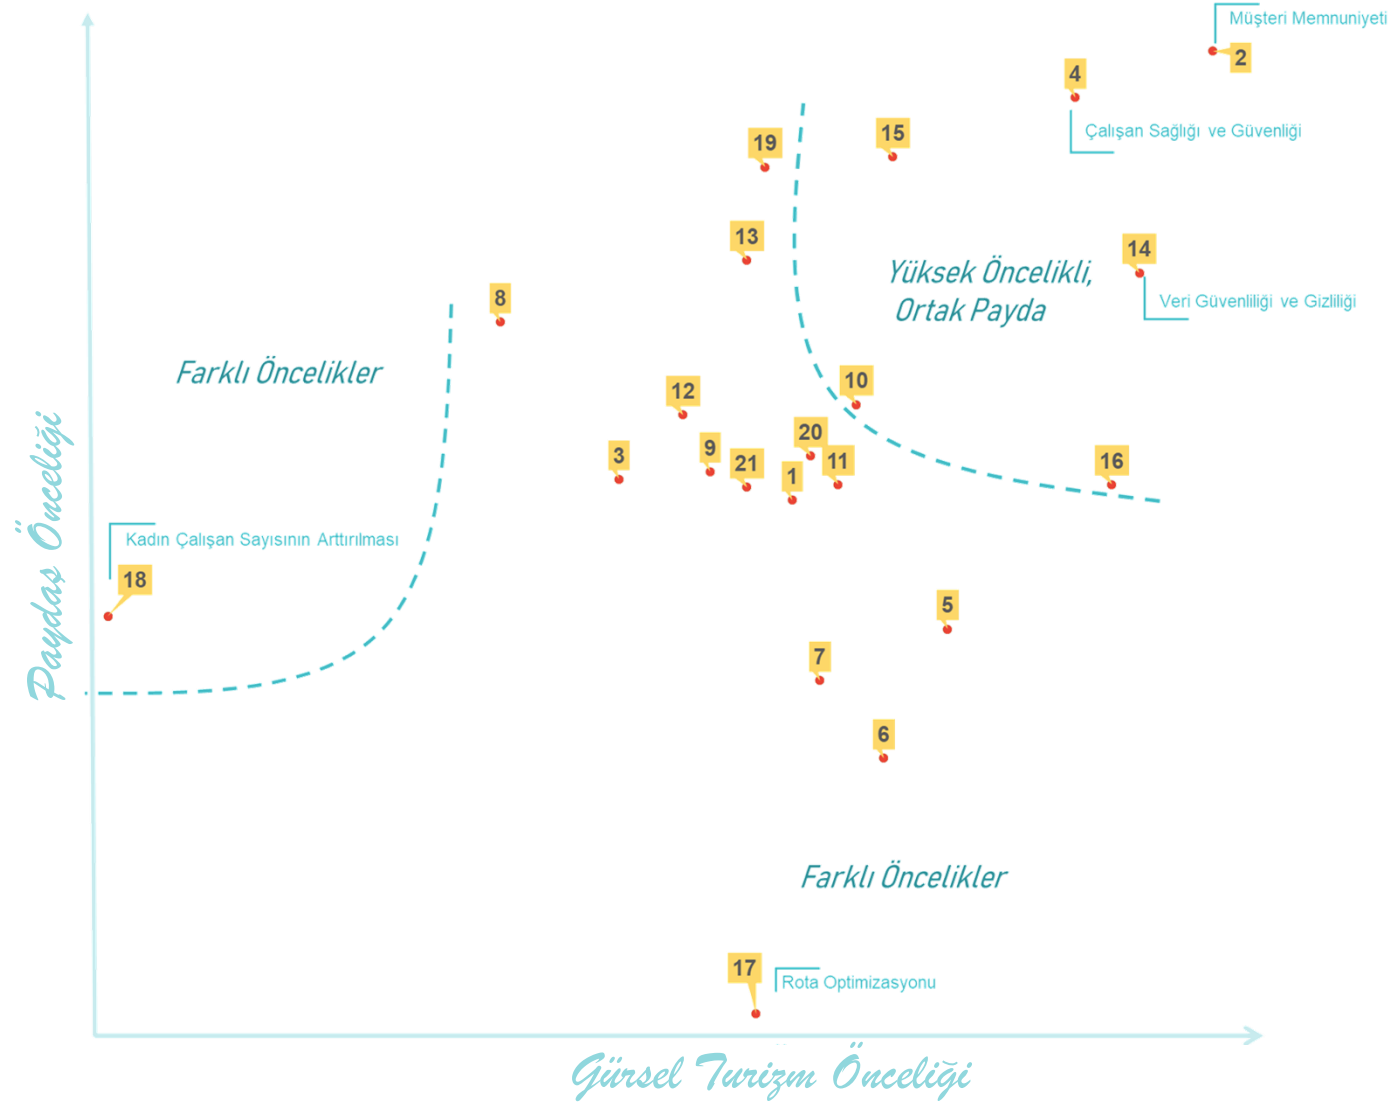 Müşteri Memnuniyeti
2
4
Çalışan Sağlığı ve Güvenliği
15
19
13
14
Yüksek Öncelikli,
Ortak Payda
Veri Güvenliliği ve Gizliliği
8
Farklı Öncelikler
10
12
20
9
3
21
11
1
16
Kadın Çalışan Sayısının Arttırılması
18
5
7
6
Farklı Öncelikler
17
Rota Optimizasyonu
Paydaş Önceliği
Gürsel Turizm Önceliği